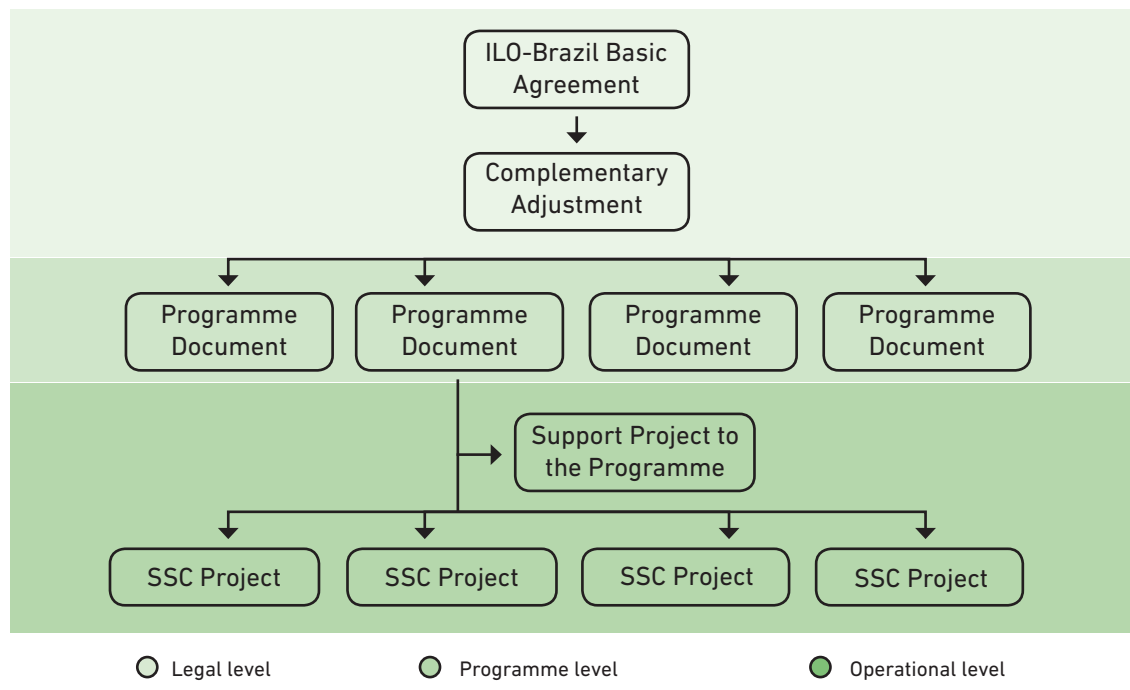 ILO-Brazil Basic
Agreement
Complementary
Adjustment
Programme
Document
Programme
Document
Programme
Document
Programme
Document
Support Project to
the Programme
SSC Project
SSC Project
SSC Project
SSC Project
Legal level
Programme level
Operational level